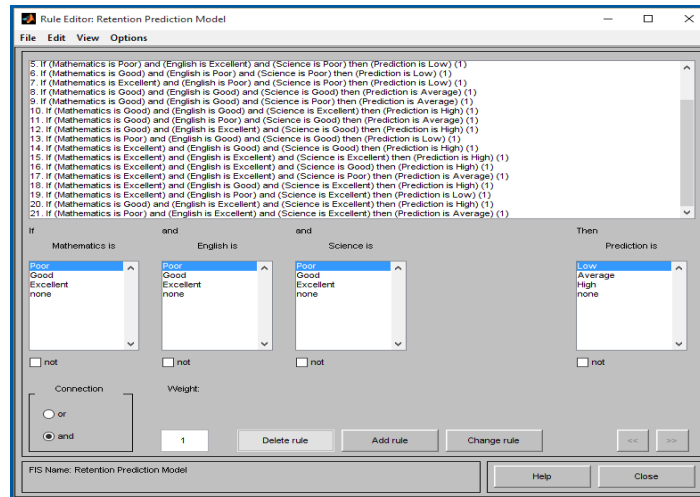 Rule Editor: Retention Prediction Model
File Edit View Options
5. If (Mathematics is Poor) and (English is Excellent) and (Science is Poor) then (Prediction is Low) (1)
6. If (Mathematics is Good) and (English is Poor) and (Science is Poor) then (Prediction is Low) (1)
7. If (Mathematics is Excellent) and (English is Poor) and (Science is Poor) then (Prediction is Low) (1)
8. If (Mathematics is Good) and (English is Good) and (Science is Good) then (Prediction is Average) (1)
9. If (Mathematics is Good) and (English is Good) and (Science is Poor) then (Prediction is Average) (1)
10. If (Mathematics is Good) and (English is Good) and (Science is Excellent) then (Prediction is High) (1)
11. If (Mathematics is Good) and (English is Poor) and (Science is Good) then (Prediction is Average) (1)
12. If (Mathematics is Good) and (English is Excellent) and (Science is Good) then (Prediction is High) (1)
13. If (Mathematics is Poor) and (English is Good) and (Science is Good) then (Prediction is Low) (1)
14. If (Mathematics is Excellent) and (English is Good) and (Science is Good) then (Prediction is High) (1)
15. If (Mathematics is Excellent) and (English is Excellent) and (Science is Excellent) then (Prediction is High) (1)
16. If (Mathematics is Excellent) and (English is Excellent) and (Science is Good) then (Prediction is High) (1)
17. If (Mathematics is Excellent) and (English is Excellent) and (Science is Poor) then (Prediction is Average) (1)
18. If (Mathematics is Excellent) and (English is Good) and (Science is Excellent) then (Prediction is High) (1)
19. If (Mathematics is Excellent) and (English is Poor) and (Science is Excellent) then (Prediction is Low) (1)
20. If (Mathematics is Good) and (English is Excellent) and (Science is Excellent) then (Prediction is High) (1)
21. If (Mathematics is Poor) and (English is Excellent) and (Science is Excellent) then (Prediction is Average) (1)
If and and Then
Mathematics is English is Science is Prediction is
Poor Poor Poor Low
Good Good Good Average
Excellent Excellent Excellent High
none none none none
not not not not
Connection Weight:
or
and 1 Delete rule Add rule Change rule << >>
FIS Name: Retention Prediction Model Help Close